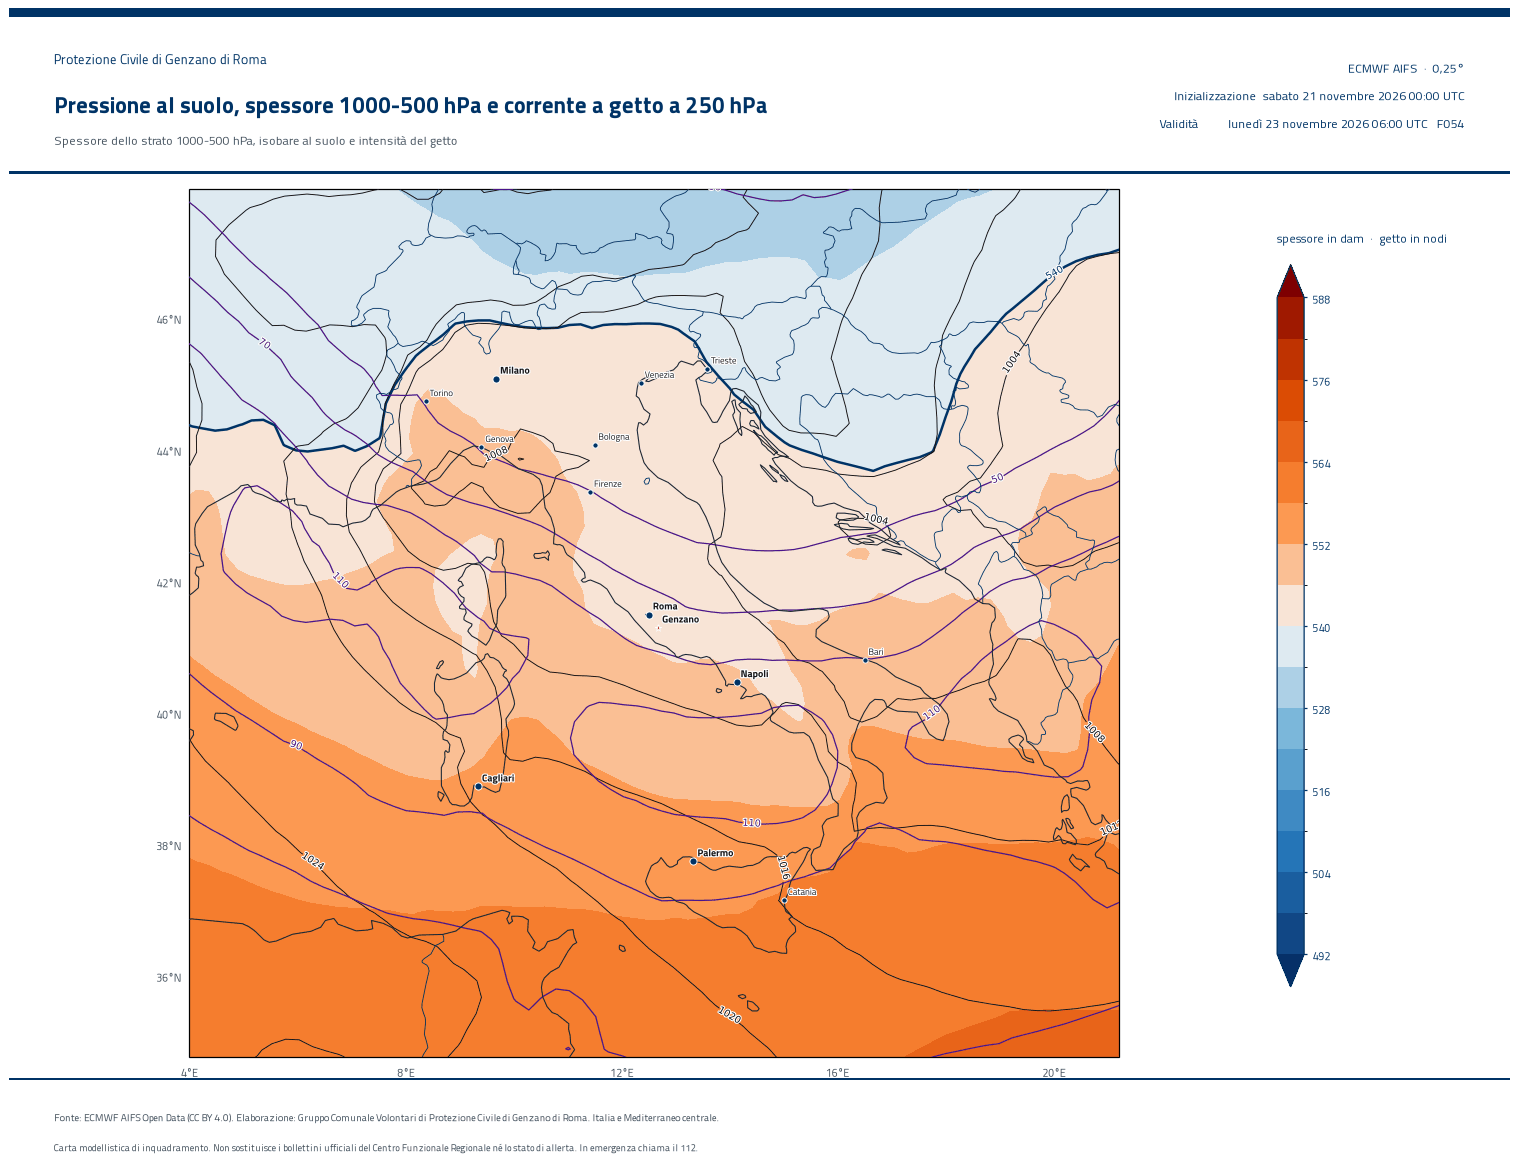 Protezione Civile di Genzano di Roma
Pressione al suolo, spessore 1000-500 hPa e corrente a getto a 250 hPa
Spessore dello strato 1000-500 hPa, isobare al suolo e intensità del getto
ECMWF AIFS · 0,25°
Inizializzazione sabato 21 novembre 2026 00:00 UTC
Validità lunedì 23 novembre 2026 06:00 UTC F054
spessore in dam · getto in nodi
588
576
564
552
540
528
516
504
492
46°N
44°N
42°N
40°N
38°N
36°N
4°E
8°E
12°E
16°E
20°E
540
70
1004
Trieste
Milano
Venezia
Torino
Genova
Bologna
1008
50
Firenze
1004
110
Roma
Genzano
Bari
Napoli
110
1008
90
Cagliari
110
Palermo
1016
1024
Catania
1020
Fonte: ECMWF AIFS Open Data (CC BY 4.0). Elaborazione: Gruppo Comunale Volontari di Protezione Civile di Genzano di Roma. Italia e Mediterraneo centrale.
Carta modellistica di inquadramento. Non sostituisce i bollettini ufficiali del Centro Funzionale Regionale né lo stato di allerta. In emergenza chiama il 112.